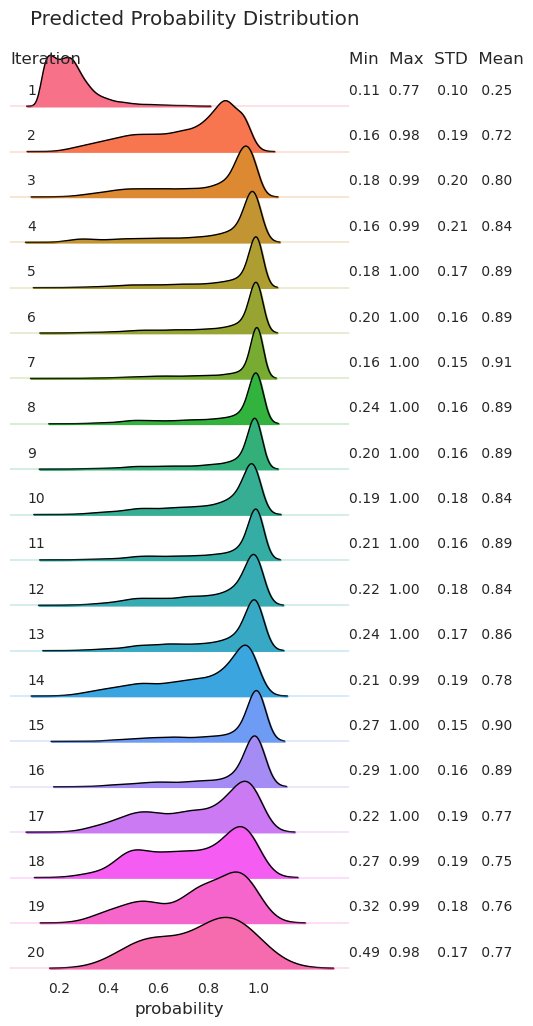 Predicted Probability Distribution
Iteration Min Max STD Mean
1 0.11 0.77 0.10 0.25
2 0.16 0.98 0.19 0.72
3 0.18 0.99 0.20 0.80
4 0.16 0.99 0.21 0.84
5 0.18 1.00 0.17 0.89
6 0.20 1.00 0.16 0.89
7 0.16 1.00 0.15 0.91
8 0.24 1.00 0.16 0.89
9 0.20 1.00 0.16 0.89
10 0.19 1.00 0.18 0.84
11 0.21 1.00 0.16 0.89
12 0.22 1.00 0.18 0.84
13 0.24 1.00 0.17 0.86
14 0.21 0.99 0.19 0.78
15 0.27 1.00 0.15 0.90
16 0.29 1.00 0.16 0.89
17 0.22 1.00 0.19 0.77
18 0.27 0.99 0.19 0.75
19 0.32 0.99 0.18 0.76
20 0.49 0.98 0.17 0.77
0.2 0.4 0.6 0.8 1.0
probability